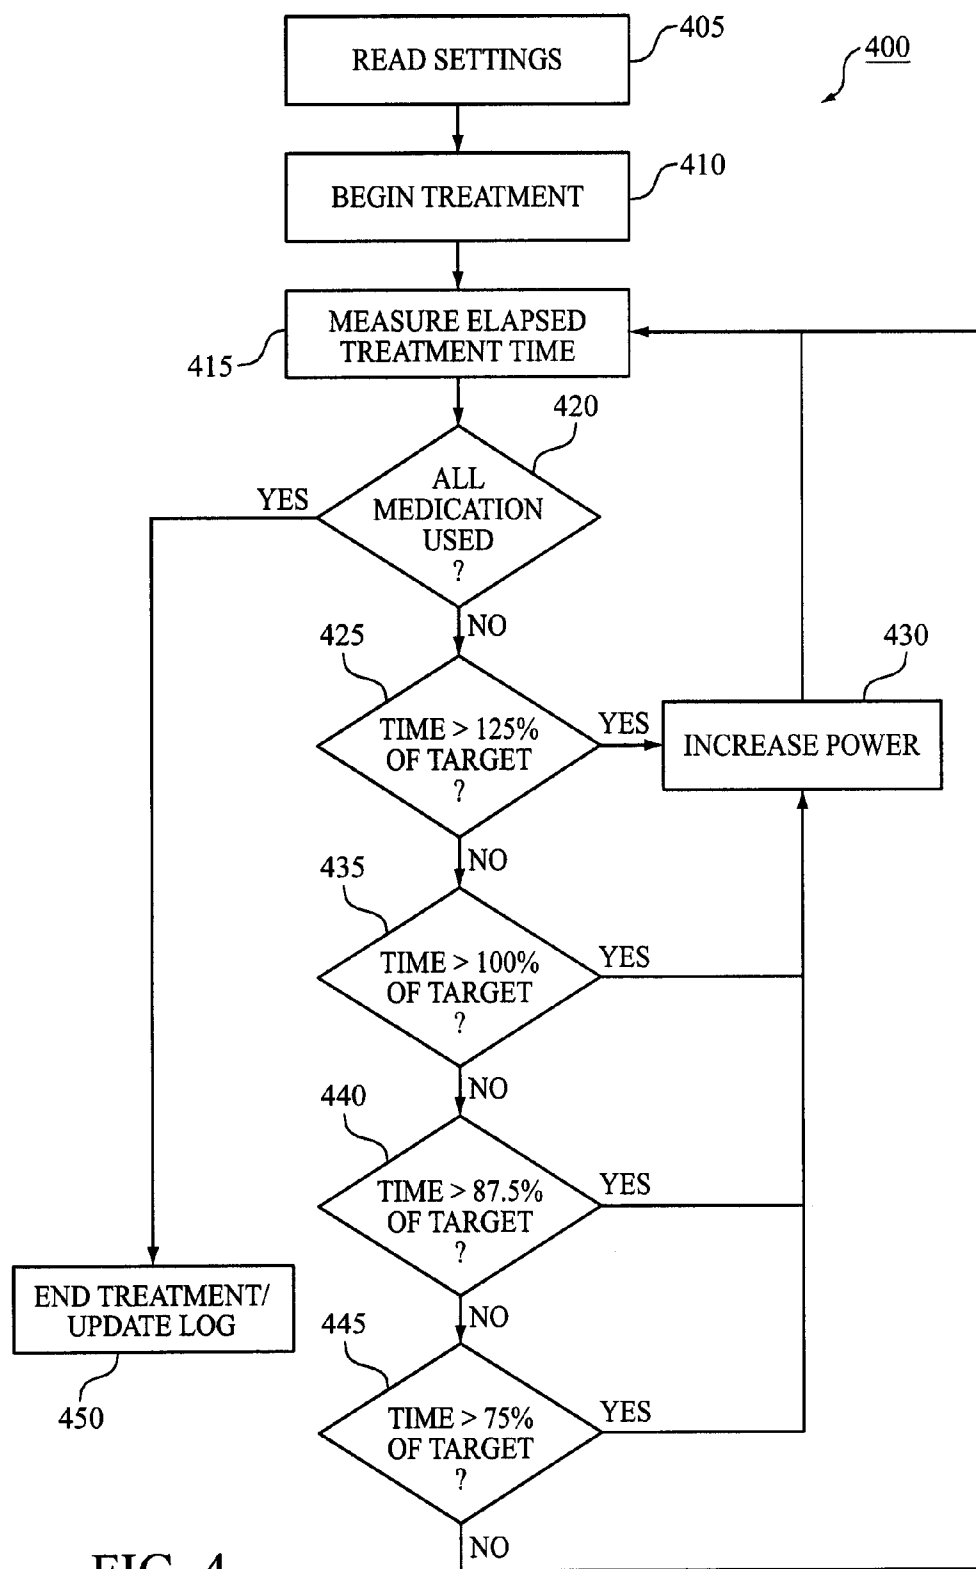 READ SETTINGS
405
400
BEGIN TREATMENT
410
MEASURE ELAPSED
TREATMENT TIME
415
420
ALL
MEDICATION
USED
?
YES
NO
425
430
TIME > 125%
OF TARGET
?
YES
INCREASE POWER
NO
435
TIME > 100%
OF TARGET
?
YES
NO
440
TIME > 87.5%
OF TARGET
?
YES
NO
END TREATMENT/
UPDATE LOG
450
445
TIME > 75%
OF TARGET
?
YES
NO
FIG. 4